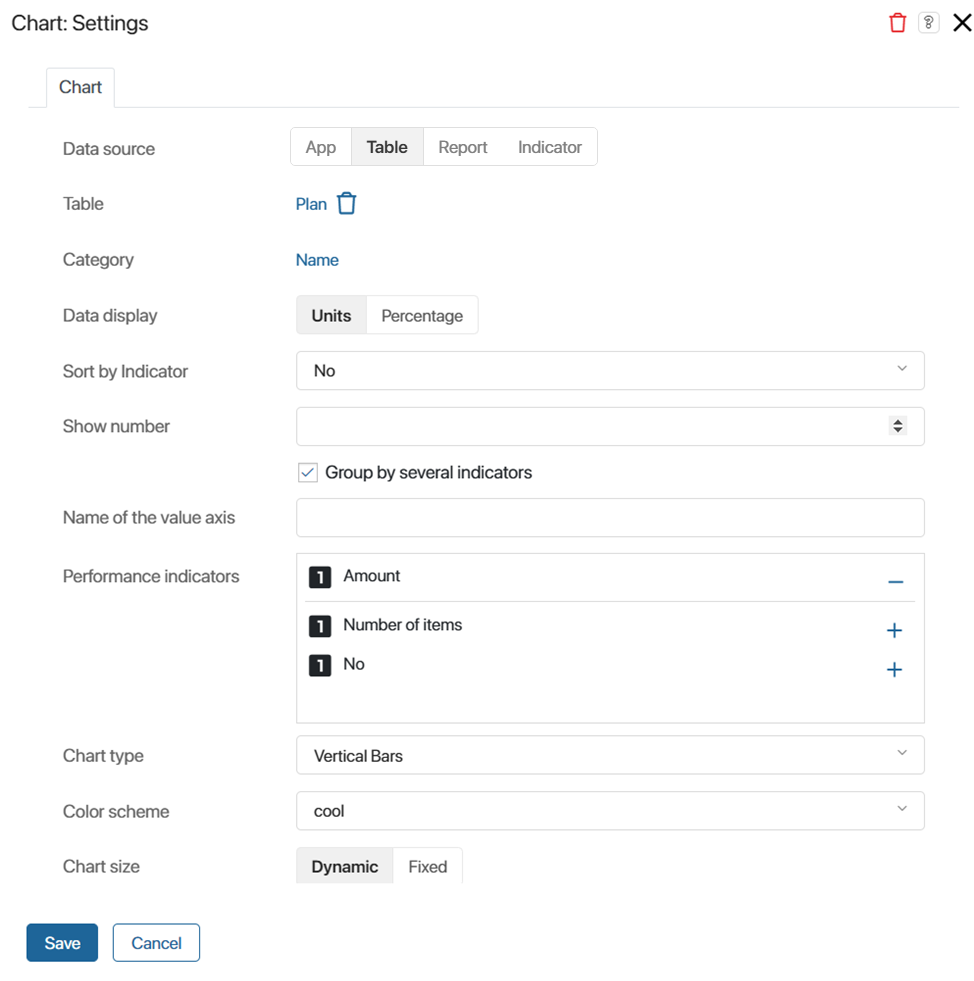 Chart: Settings
?
Chart
Data source
App Table Report Indicator
Table
Plan
Category
Name
Data display
Units Percentage
Sort by Indicator
No
Show number
Group by several indicators
Name of the value axis
Performance indicators
1 Amount
1 Number of items
1 No
Chart type
Vertical Bars
Color scheme
cool
Chart size
Dynamic Fixed
Save Cancel